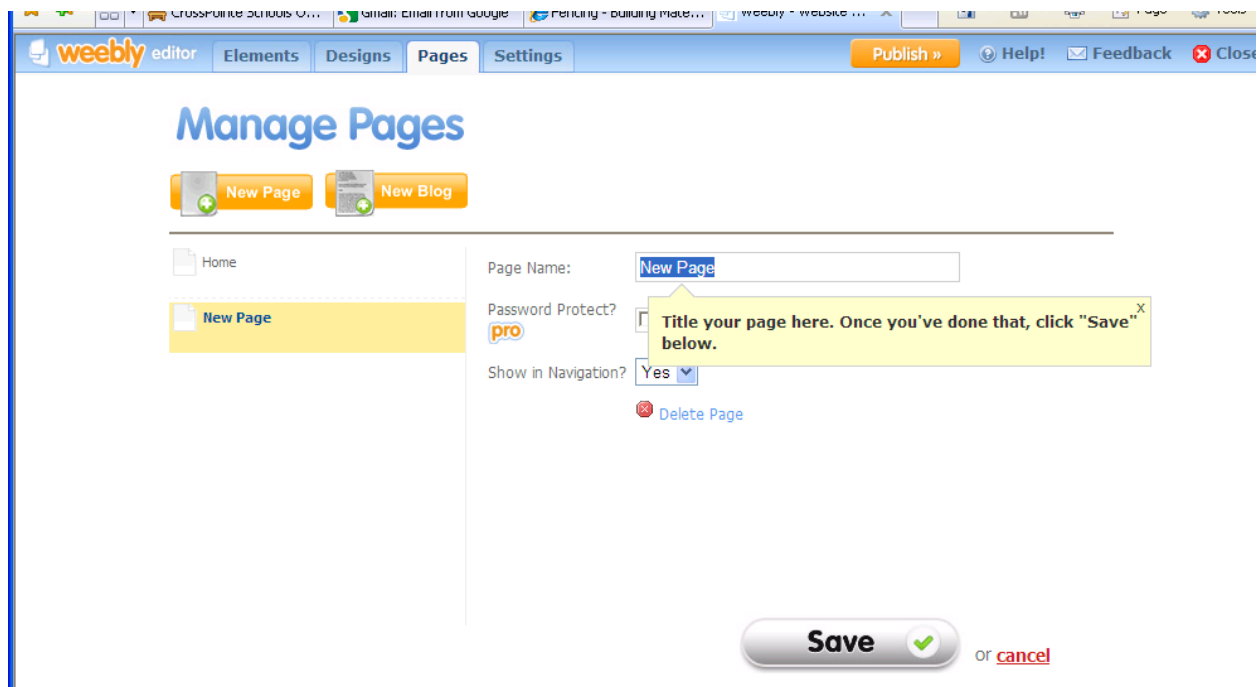 CrossPointe Schools O... Gmail: Email from Google Fencing - Building Mate... Weebly - Website ... Page Tools
weebly editor Elements Designs Pages Settings Publish » Help! Feedback Close
Manage Pages
New Page New Blog
Home
New Page
Page Name: New Page
Password Protect?
pro
x
Title your page here. Once you've done that, click "Save"
below.
Show in Navigation? Yes
Delete Page
Save or cancel